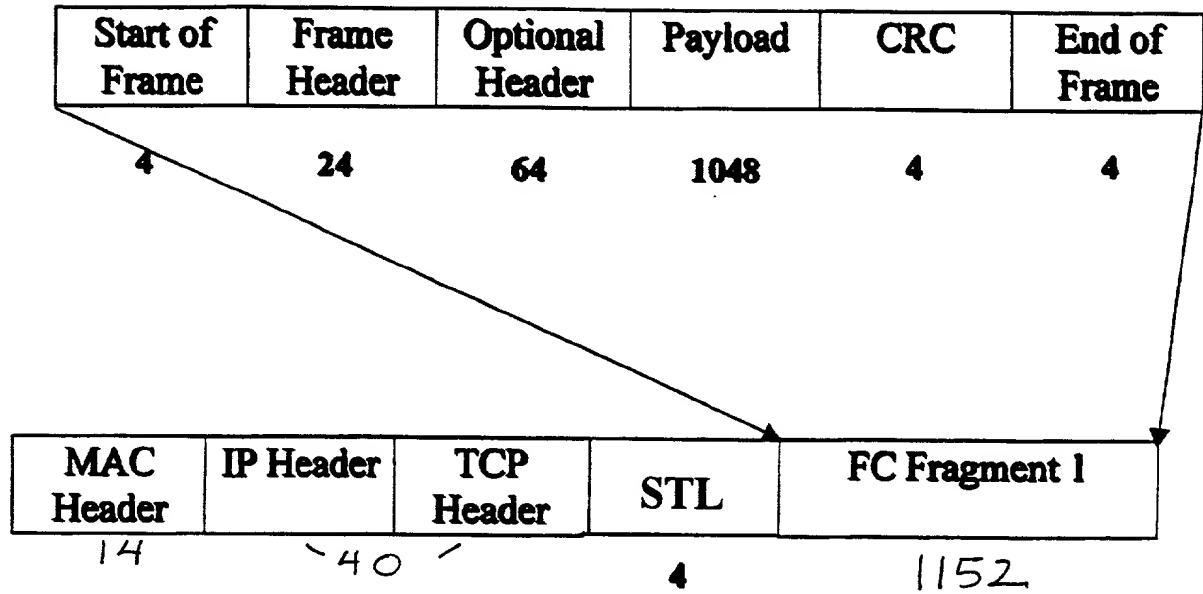 Start of Frame Optional Payload CRC End of
Frame Header Header Frame
4 24 64 1048 4 4
MAC IP Header TCP STL FC Fragment 1
Header Header
14 40 4 1152